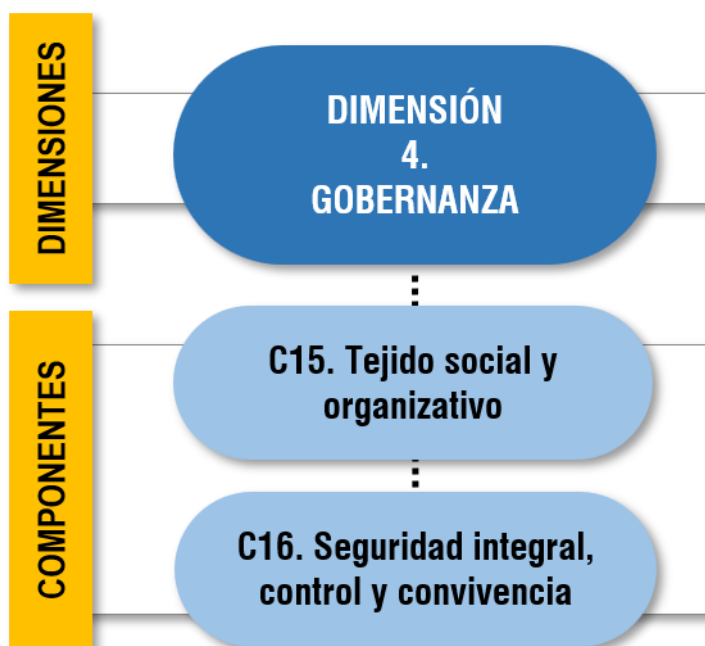 DIMENSIONES
DIMENSIÓN
4.
GOBERNANZA
COMPONENTES
C15. Tejido social y
organizativo
C16. Seguridad integral,
control y convivencia